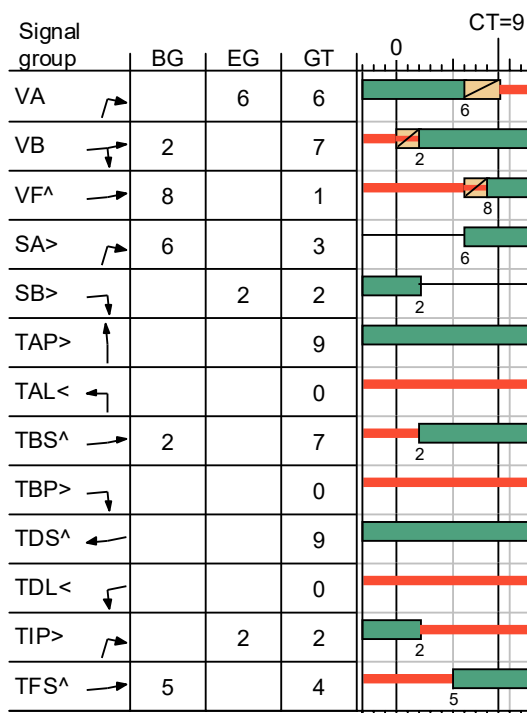 CT=9
Signal
group BG EG GT 0
VA 6 6 6
VB 2 7 2
VF^ 8 1 8
SA> 6 3 6
SB> 2 2 2
TAP> 9
TAL< 0
TBS^ 2 7 2
TBP> 0
TDS^ 9
TDL< 0
TIP> 2 2 2
TFS^ 5 4 5